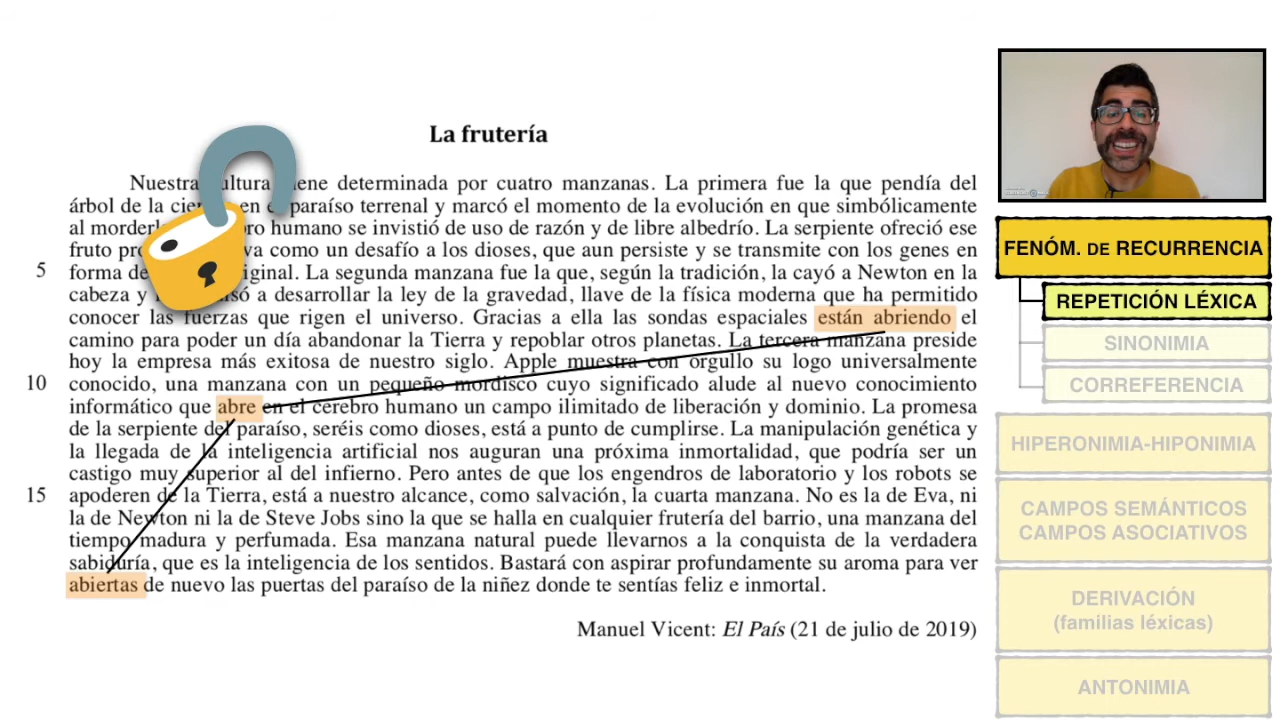 La frutería
Nuestra ultura ene determinada por cuatro manzanas. La primera fue la que pendía del
árbol de la cie en e paraíso terrenal y marcó el momento de la evolución en que simbólicamente
al morderl ro humano se invistió de uso de razón y de libre albedrío. La serpiente ofreció ese
fruto pro va como un desafío a los dioses, que aun persiste y se transmite con los genes en
5 forma de iginal. La segunda manzana fue la que, según la tradición, la cayó a Newton en la
cabeza y só a desarrollar la ley de la gravedad, llave de la física moderna que ha permitido
conocer las fuerzas que rigen el universo. Gracias a ella las sondas espaciales están abriendo el
camino para poder un día abandonar la Tierra y repoblar otros planetas. La tercera manzana preside
hoy la empresa más exitosa de nuestro siglo. Apple muestra con orgullo su logo universalmente
10 conocido, una manzana con un pequeño mordisco cuyo significado alude al nuevo conocimiento
informático que abre en el cerebro humano un campo ilimitado de liberación y dominio. La promesa
de la serpiente del paraíso, seréis como dioses, está a punto de cumplirse. La manipulación genética y
la llegada de la inteligencia artificial nos auguran una próxima inmortalidad, que podría ser un
castigo muy superior al del infierno. Pero antes de que los engendros de laboratorio y los robots se
15 apoderen de la Tierra, está a nuestro alcance, como salvación, la cuarta manzana. No es la de Eva, ni
la de Newton ni la de Steve Jobs sino la que se halla en cualquier frutería del barrio, una manzana del
tiempo madura y perfumada. Esa manzana natural puede llevarnos a la conquista de la verdadera
sabiduría, que es la inteligencia de los sentidos. Bastará con aspirar profundamente su aroma para ver
abiertas de nuevo las puertas del paraíso de la niñez donde te sentías feliz e inmortal.
Manuel Vicent: El País (21 de julio de 2019)
FENÓM. DE RECURRENCIA
REPETICIÓN LÉXICA
SINONIMIA
CORREFERENCIA
HIPERONIMIA-HIPONIMIA
CAMPOS SEMÁNTICOS
CAMPOS ASOCIATIVOS
DERIVACIÓN
(familias léxicas)
ANTONIMIA